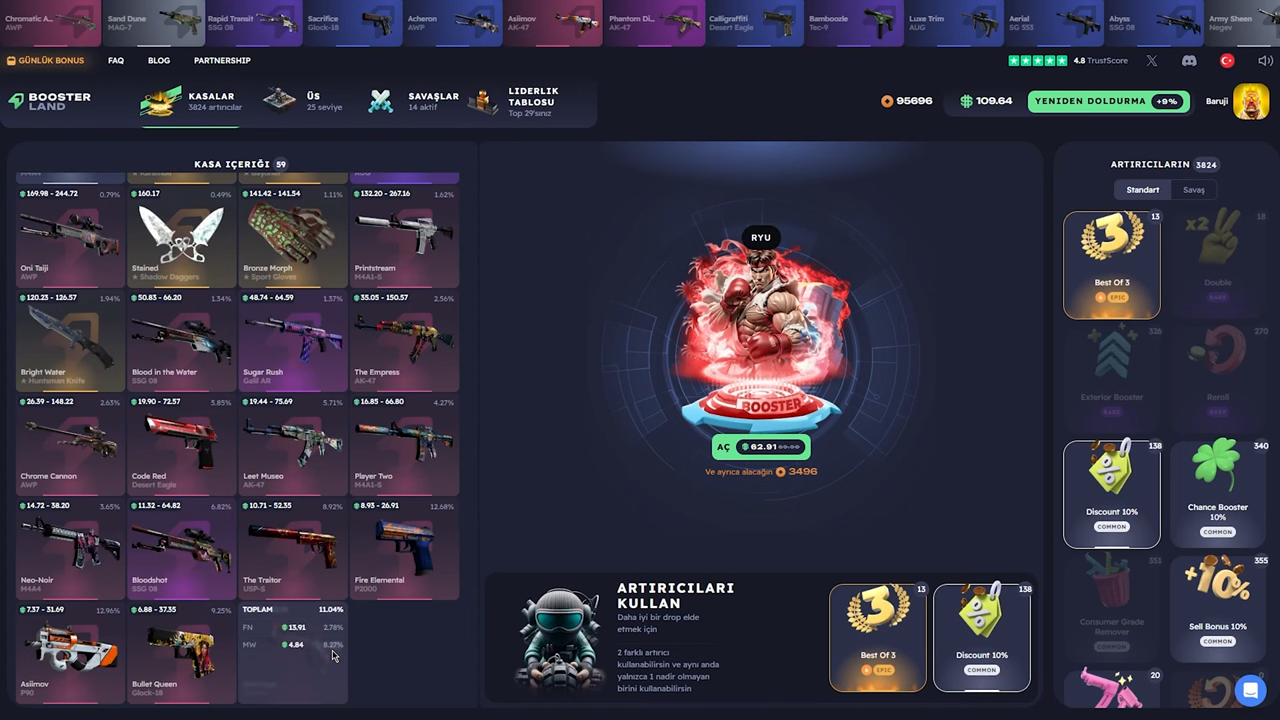 Chromatic A...
AWP
Sand Dune
MAG-7
Rapid Transit
SSG 08
Sacrifice
Glock-18
Acheron
AWP
Asiimov
AK-47
Phantom Di...
AK-47
Calligraffiti
Desert Eagle
Bamboozle
Tec-9
Luxe Trim
AUG
Aerial
SG 553
Abyss
SSG 08
Army Sheen
Negev
GÜNLÜK BONUS
FAQ
BLOG
PARTNERSHIP
4.8 TrustScore
BOOSTER
LAND
KASALAR
3824 artırıcılar
ÜS
25 seviye
SAVAŞLAR
14 aktif
LIDERLIK
TABLOSU
Top 29'sınız
95696
109.64
YENIDEN DOLDURMA +9%
Baruji
KASA IÇERIĞI 59
169.98 - 244.72 0.79%
Oni Taiji
AWP
160.17 0.49%
Stained
★ Shadow Daggers
141.42 - 141.54 1.11%
Bronze Morph
★ Sport Gloves
132.20 - 267.16 1.62%
Printstream
M4A1-S
120.23 - 126.57 1.94%
Bright Water
★ Huntsman Knife
50.83 - 66.20 1.34%
Blood in the Water
SSG 08
48.74 - 64.59 1.37%
Sugar Rush
Galil AR
35.05 - 150.57 2.56%
The Empress
AK-47
2.63%
Chrome Cannon
AWP
19.90 - 72.57 5.85%
Code Red
Desert Eagle
19.44 - 75.69 5.71%
Leet Museo
AK-47
16.85 - 66.80 4.27%
Player Two
M4A1-S
14.72 - 38.20 3.65%
Neo-Noir
M4A4
11.32 - 64.82 6.82%
Bloodshot
SSG 08
10.71 - 52.35 8.92%
The Traitor
USP-S
8.93 - 26.91 12.68%
Fire Elemental
P2000
7.37 - 31.69 12.96%
Asiimov
P90
6.88 - 37.35 9.25%
Bullet Queen
Glock-18
TOPLAM 11.04%
FN 13.91 2.78%
MW 4.84 8.27%
RYU
BOOSTER
AÇ 62.91
Ve ayrıca alacağın 3496
ARTIRICILARI
KULLAN
Daha iyi bir drop elde
etmek için
2 farklı artırıcı
kullanabilirsin ve aynı anda
yalnızca 1 nadir olmayan
birini kullanabilirsin
13
Best Of 3
EPIC
138
Discount 10%
COMMON
ARTIRICILARIN 3824
Standart
Savaş
13
Best Of 3
EPIC
18
Double
RARE
326
Exterior Booster
RARE
270
Reroll
RARE
138
Discount 10%
COMMON
340
Chance Booster
10%
COMMON
351
Consumer Grade
Remover
COMMON
355
+10%
Sell Bonus 10%
COMMON
20